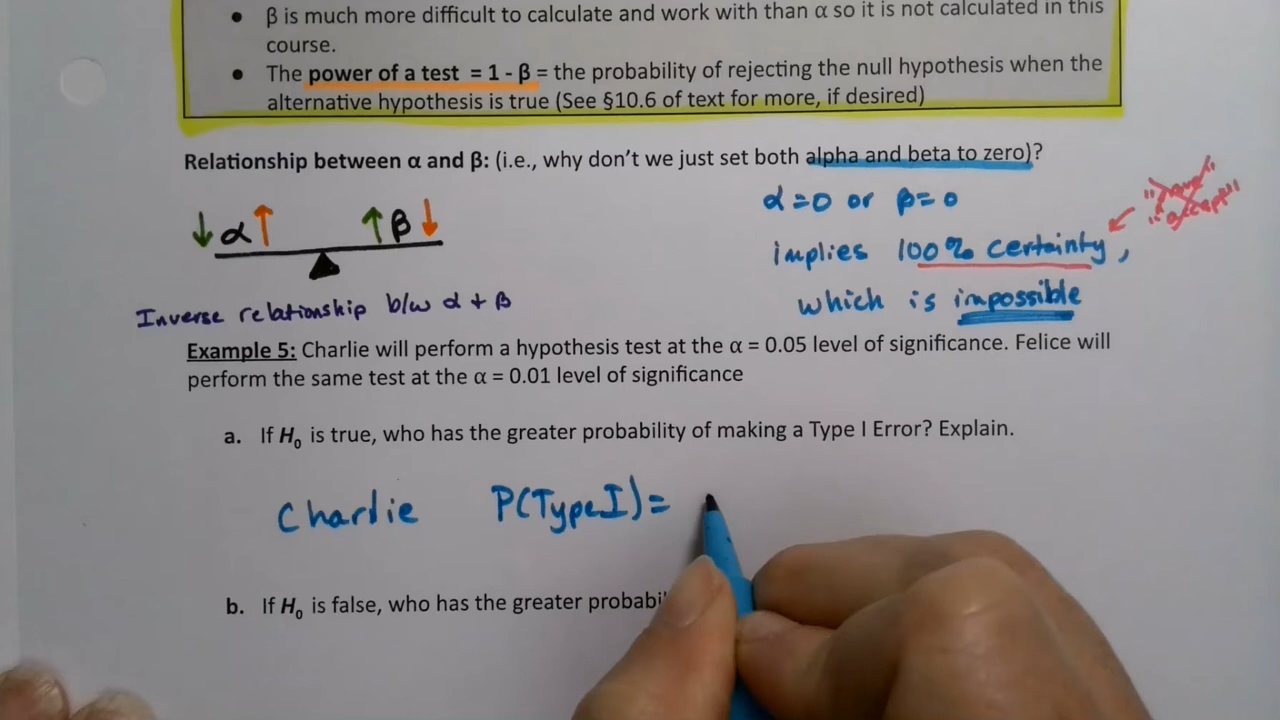 • β is much more difficult to calculate and work with than α so it is not calculated in this
course.
• The power of a test = 1 - β = the probability of rejecting the null hypothesis when the
alternative hypothesis is true (See §10.6 of text for more, if desired)
Relationship between α and β: (i.e., why don't we just set both alpha and beta to zero)?
↓α↑ ↑β↓
Inverse relationship b/w α + β
α=0 or β=0
implies 100% certainty,
which is impossible
"accept"
Example 5: Charlie will perform a hypothesis test at the α = 0.05 level of significance. Felice will
perform the same test at the α = 0.01 level of significance
a. If H₀ is true, who has the greater probability of making a Type I Error? Explain.
Charlie P(Type I) =
b. If H₀ is false, who has the greater